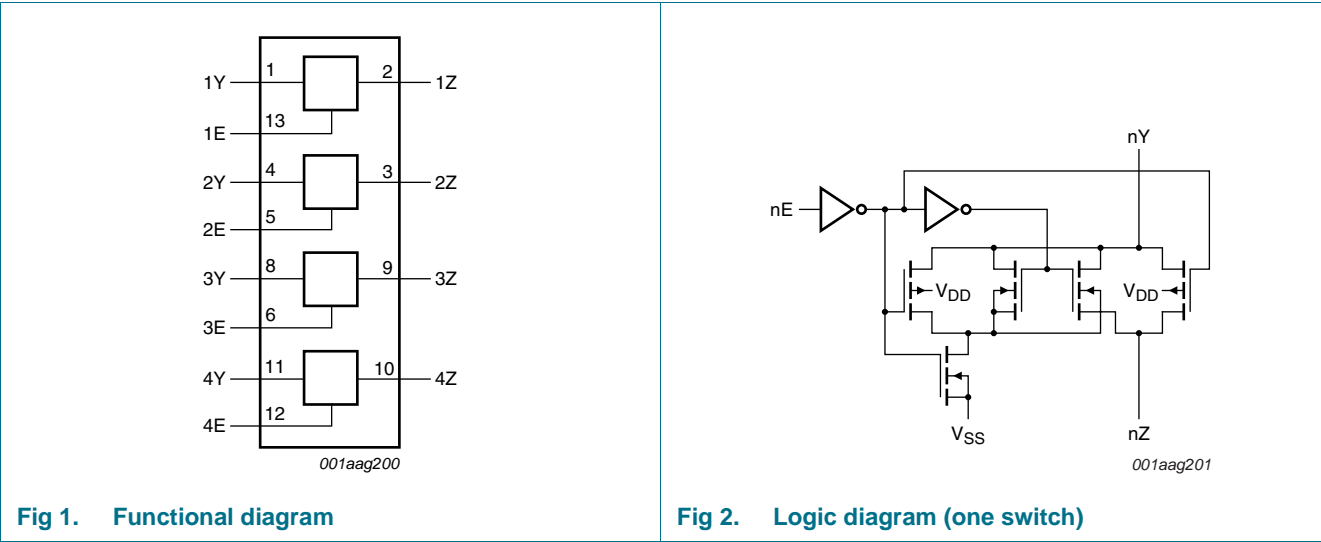 1Y 1 2 1Z
1E 13
2Y 4 3 2Z
2E 5
3Y 8 9 3Z
3E 6
4Y 11 10 4Z
4E 12
001aag200
Fig 1. Functional diagram
nY
nE
VDD VDD
VSS nZ
001aag201
Fig 2. Logic diagram (one switch)